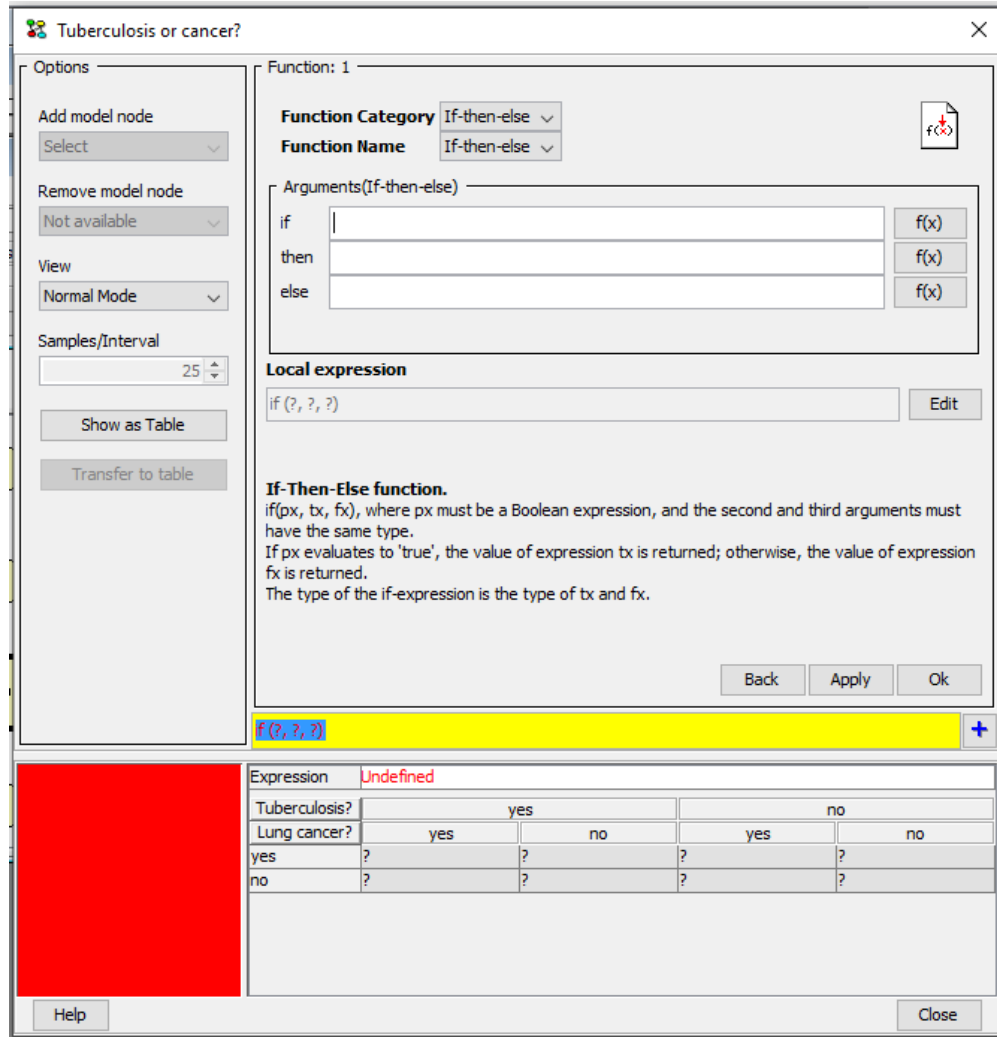 Tuberculosis or cancer?
Options
Add model node
Select
Remove model node
Not available
View
Normal Mode
Samples/Interval
25
Show as Table
Transfer to table
Function: 1
Function Category If-then-else
Function Name If-then-else
f(x)
Arguments(If-then-else)
if f(x)
then f(x)
else f(x)
Local expression
if (?, ?, ?) Edit
If-Then-Else function.
if(px, tx, fx), where px must be a Boolean expression, and the second and third arguments must
have the same type.
If px evaluates to 'true', the value of expression tx is returned; otherwise, the value of expression
fx is returned.
The type of the if-expression is the type of tx and fx.
Back Apply Ok
if (?, ?, ?) +
Expression Undefined
Tuberculosis? yes no
Lung cancer? yes no yes no
yes ? ? ? ?
no ? ? ? ?
Help Close